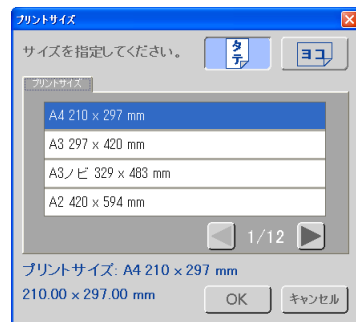 プリントサイズ
サイズを指定してください。
タテ
ヨコ
プリントサイズ
A4 210 x 297 mm
A3 297 x 420 mm
A3ノビ 329 x 483 mm
A2 420 x 594 mm
1/12
プリントサイズ: A4 210 x 297 mm
210.00 x 297.00 mm
OK
キャンセル